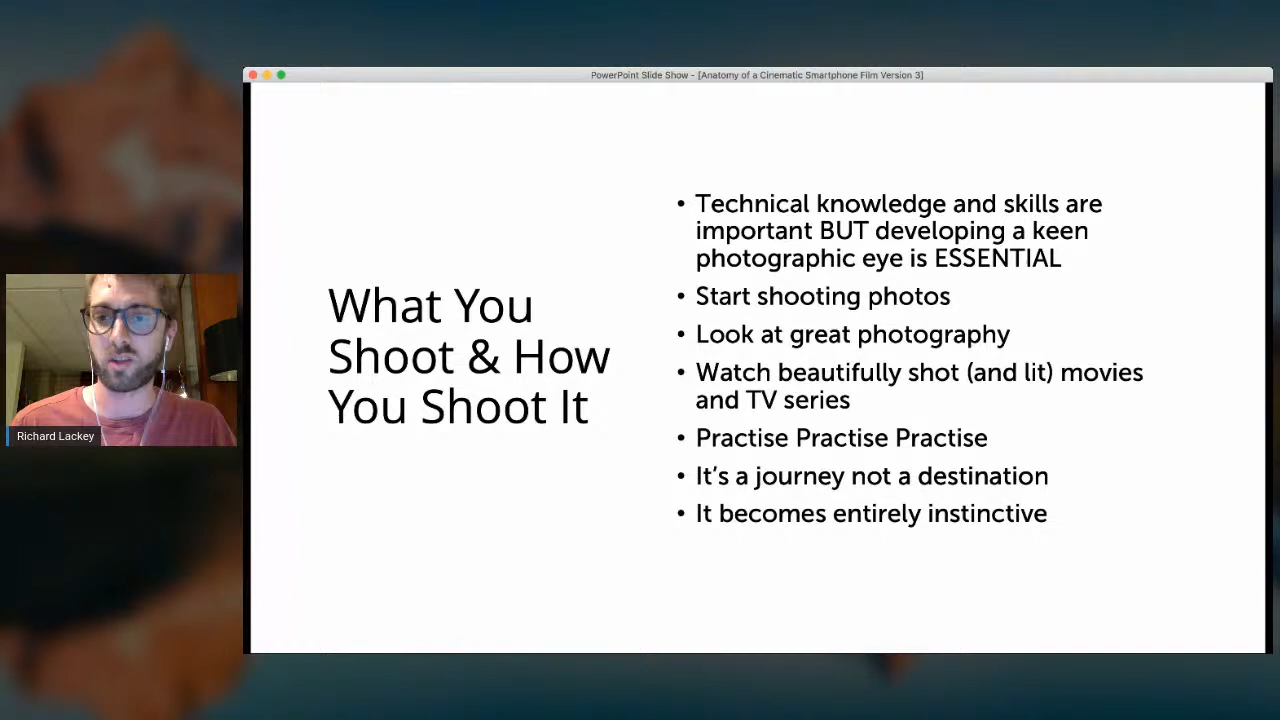 PowerPoint Slide Show - [Anatomy of a Cinematic Smartphone Film Version 3]
What You
Shoot & How
You Shoot It
• Technical knowledge and skills are
important BUT developing a keen
photographic eye is ESSENTIAL
• Start shooting photos
• Look at great photography
• Watch beautifully shot (and lit) movies
and TV series
• Practise Practise Practise
• It’s a journey not a destination
• It becomes entirely instinctive
Richard Lackey